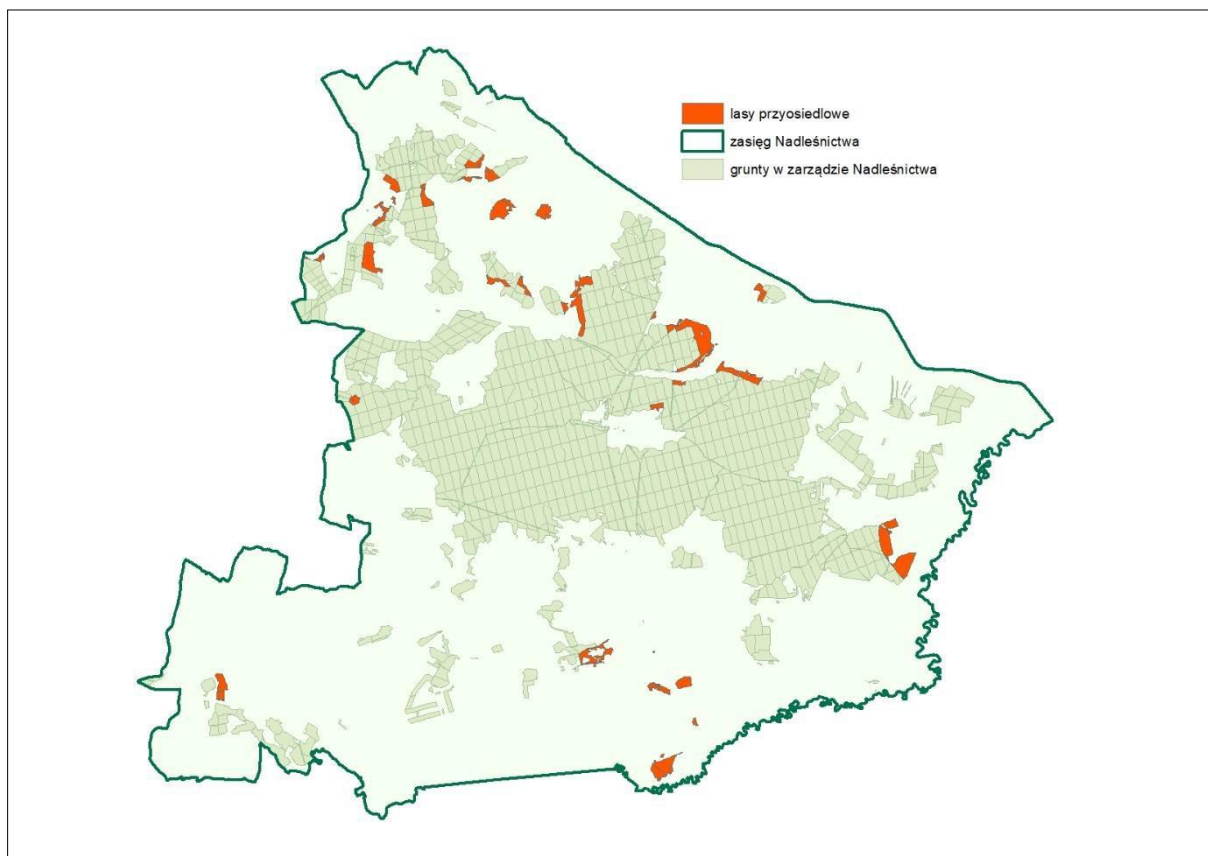 lasy przyosiedlowe
zasięg Nadleśnictwa
grunty w zarządzie Nadleśnictwa